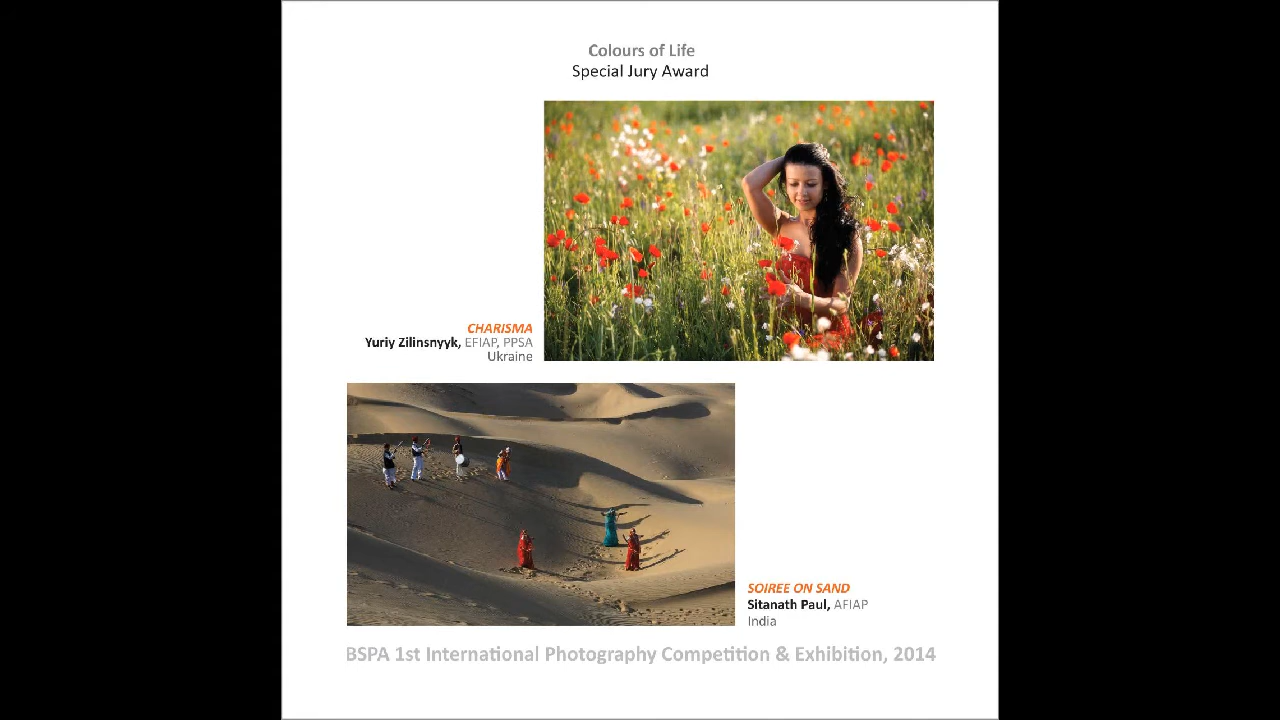 Colours of Life
Special Jury Award
CHARISMA
Yuriy Zilinsnyyk, EFIAP, PPSA
Ukraine
SOIREE ON SAND
Sitanath Paul, AFIAP
India
BSPA 1st International Photography Competition & Exhibition, 2014